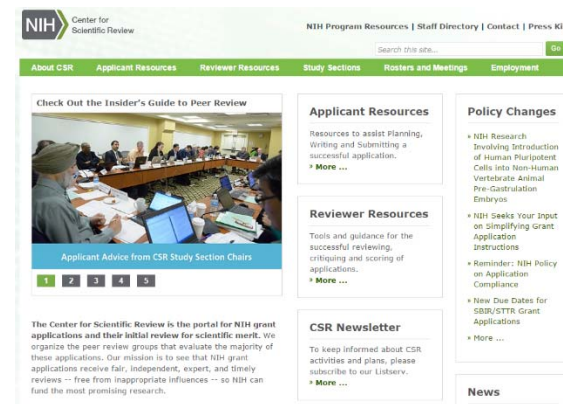 NIH
Center for
Scientific Review
NIH Program Resources | Staff Directory | Contact | Press Ki
Search this site...
Go
About CSR
Applicant Resources
Reviewer Resources
Study Sections
Rosters and Meetings
Employment
Check Out the Insider's Guide to Peer Review
Applicant Advice from CSR Study Section Chairs
1 2 3 4 5
The Center for Scientific Review is the portal for NIH grant
applications and their initial review for scientific merit. We
organize the peer review groups that evaluate the majority of
these applications. Our mission is to see that NIH grant
applications receive fair, independent, expert, and timely
reviews -- free from inappropriate influences -- so NIH can
fund the most promising research.
Applicant Resources
Resources to assist Planning,
Writing and Submitting a
successful application.
More ...
Reviewer Resources
Tools and guidance for the
successful reviewing,
critiquing and scoring of
applications.
More ...
CSR Newsletter
To keep informed about CSR
activities and plans, please
subscribe to our Listserv.
More ...
Policy Changes
NIH Research
Involving Introduction
of Human Pluripotent
Cells into Non-Human
Vertebrate Animal
Pre-Gastrulation
Embryos
NIH Seeks Your Input
on Simplifying Grant
Application
Instructions
Reminder: NIH Policy
on Application
Compliance
New Due Dates for
SBIR/STTR Grant
Applications
More ...
News